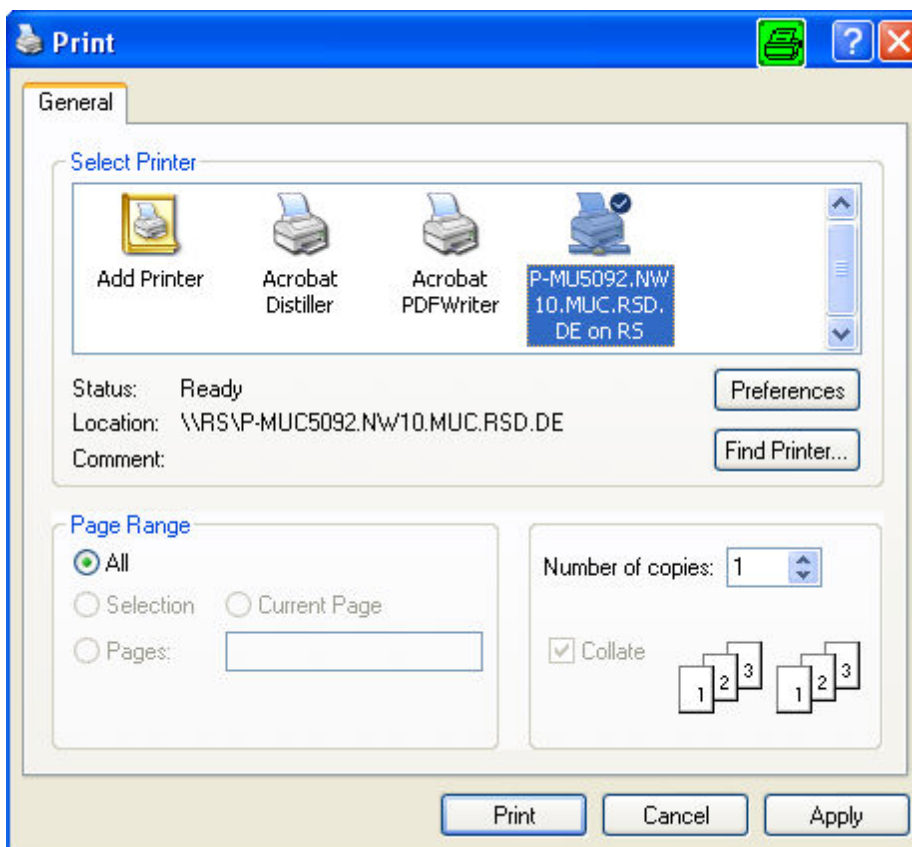 Print
?
General
Select Printer
Add Printer
Acrobat
Distiller
Acrobat
PDFWriter
P-MU5092.NW
10.MUC.RSD.
DE on RS
Status: Ready
Location: \\RS\P-MUC5092.NW10.MUC.RSD.DE
Comment:
Preferences
Find Printer...
Page Range
All
Selection Current Page
Pages:
Number of copies: 1
Collate
1 2 3 1 2 3
Print Cancel Apply